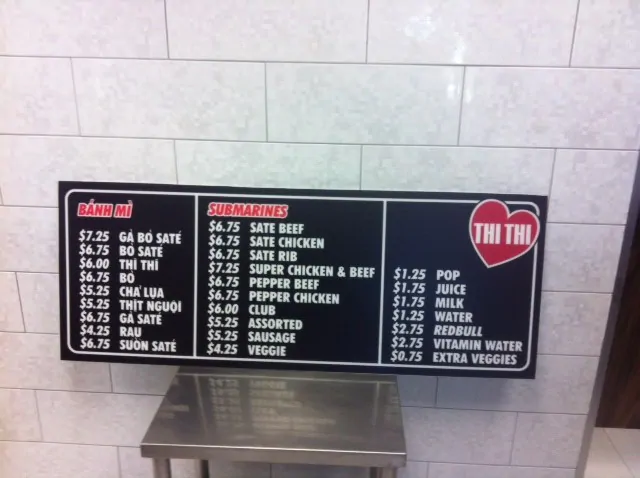 BÁNH MÌ
$7.25 GÀ BÒ SATÉ
$6.75 BÒ SATÉ
$6.00 THỊ THỊ
$6.75 BÒ
$5.25 CHẢ LỤA
$5.25 THỊT NGUỘI
$6.75 GÀ SATÉ
$4.25 RAU
$6.75 SUÒN SATÉ
SUBMARINES
$6.75 SATE BEEF
$6.75 SATE CHICKEN
$6.75 SATE RIB
$7.25 SUPER CHICKEN & BEEF
$6.75 PEPPER BEEF
$6.75 PEPPER CHICKEN
$6.00 CLUB
$5.25 ASSORTED
$5.25 SAUSAGE
$4.25 VEGGIE
THI THI
$1.25 POP
$1.75 JUICE
$1.75 MILK
$1.25 WATER
$2.75 REDBULL
$2.75 VITAMIN WATER
$0.75 EXTRA VEGGIES